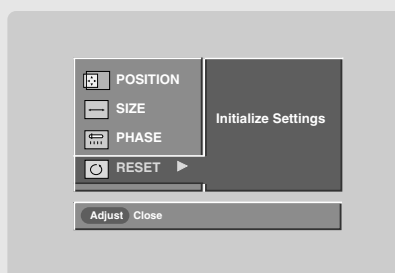 POSITION
SIZE
PHASE
RESET
Initialize Settings
Adjust Close